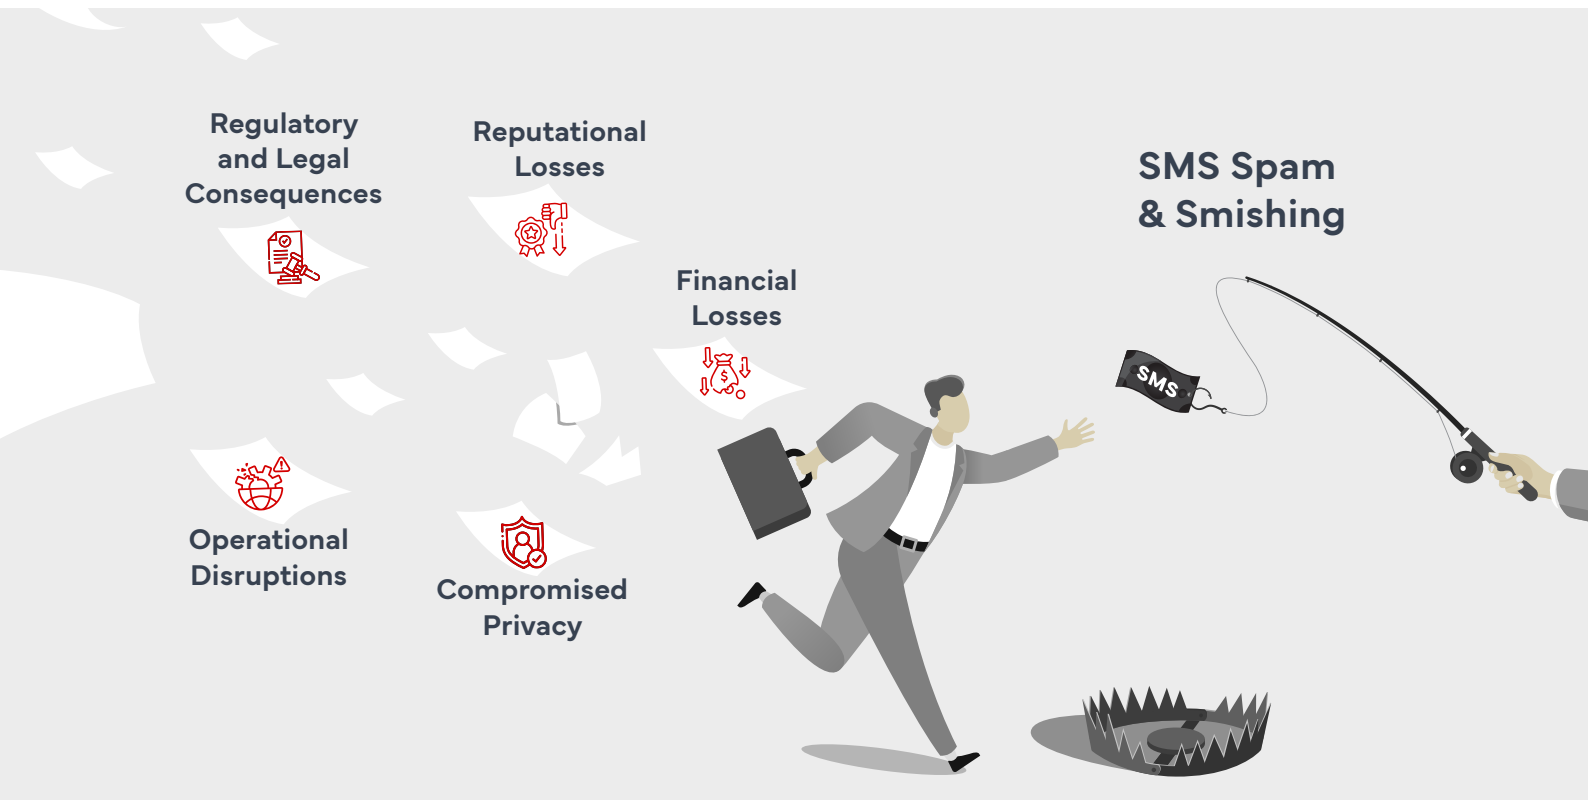 Regulatory
and Legal
Consequences
Reputational
Losses
SMS Spam
& Smishing
Financial
Losses
$
SMS
Operational
Disruptions
Compromised
Privacy